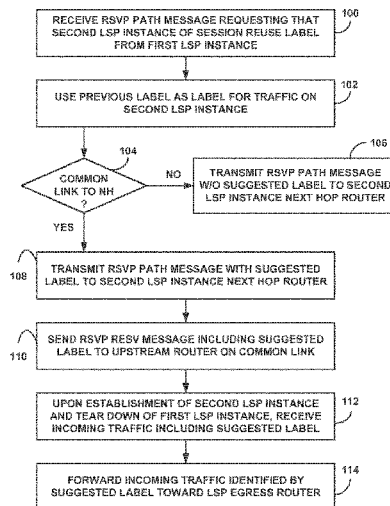 100
RECEIVE RSVP PATH MESSAGE REQUESTING THAT
SECOND LSP INSTANCE OF SESSION REUSE LABEL
FROM FIRST LSP INSTANCE
102
USE PREVIOUS LABEL AS LABEL FOR TRAFFIC ON
SECOND LSP INSTANCE
104
COMMON
LINK TO NH
?
NO
106
TRANSMIT RSVP PATH MESSAGE
W/O SUGGESTED LABEL TO SECOND
LSP INSTANCE NEXT HOP ROUTER
YES
108
TRANSMIT RSVP PATH MESSAGE WITH SUGGESTED
LABEL TO SECOND LSP INSTANCE NEXT HOP ROUTER
110
SEND RSVP RESV MESSAGE INCLUDING SUGGESTED
LABEL TO UPSTREAM ROUTER ON COMMON LINK
112
UPON ESTABLISHMENT OF SECOND LSP INSTANCE
AND TEAR DOWN OF FIRST LSP INSTANCE, RECEIVE
INCOMING TRAFFIC INCLUDING SUGGESTED LABEL
114
FORWARD INCOMING TRAFFIC IDENTIFIED BY
SUGGESTED LABEL TOWARD LSP EGRESS ROUTER